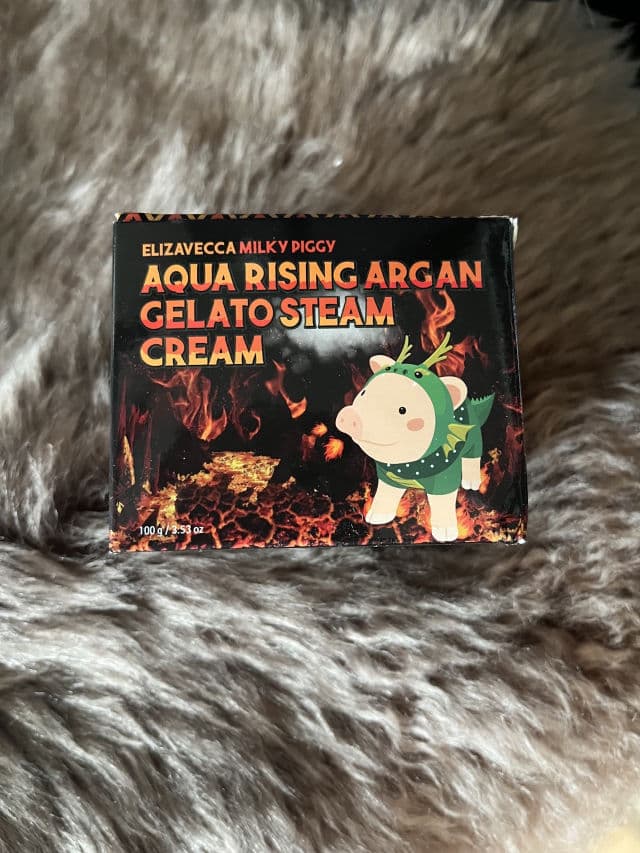 ELIZAVECCA MILKY PIGGY
AQUA RISING ARGAN
GELATO STEAM
CREAM
100 g / 3.53 oz